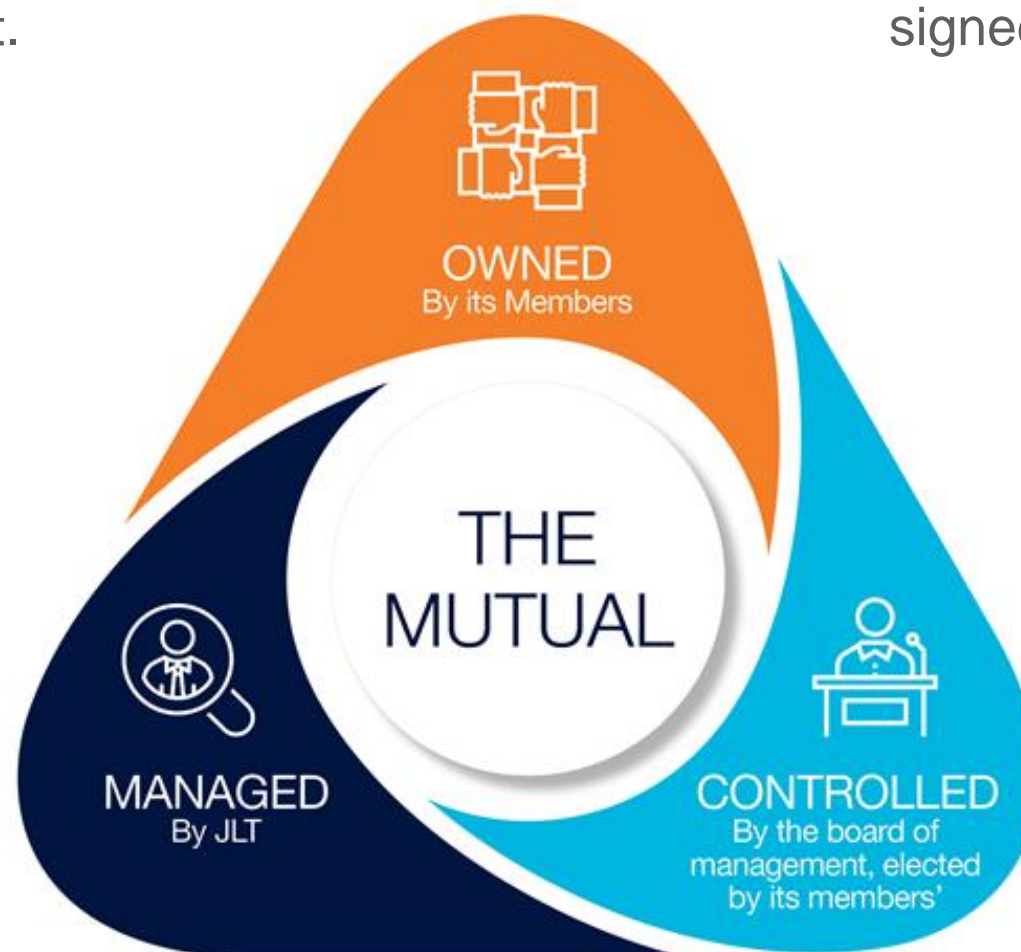 t.
signed
OWNED
By its Members
THE
MUTUAL
MANAGED
By JLT
CONTROLLED
By the board of
management, elected
by its members’